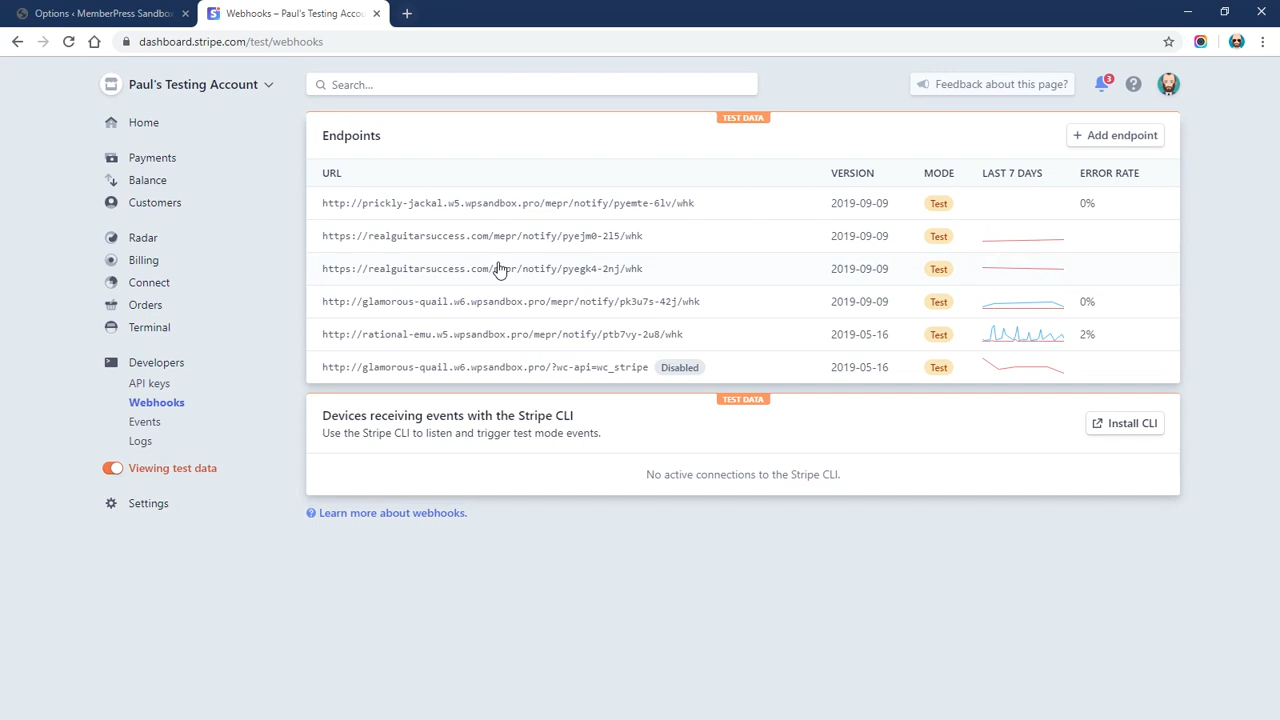 Options ‹ MemberPress Sandbox
Webhooks – Paul's Testing Accou
dashboard.stripe.com/test/webhooks
Paul's Testing Account
Search...
Feedback about this page?
3
Home
Payments
Balance
Customers
Radar
Billing
Connect
Orders
Terminal
Developers
API keys
Webhooks
Events
Logs
Viewing test data
Settings
TEST DATA
Endpoints
+ Add endpoint
URL VERSION MODE LAST 7 DAYS ERROR RATE
http://prickly-jackal.w5.wpsandbox.pro/mepr/notify/pyemte-6lv/whk 2019-09-09 Test 0%
https://realguitarsuccess.com/mepr/notify/pyejm0-2l5/whk 2019-09-09 Test
https://realguitarsuccess.com/mepr/notify/pyegk4-2nj/whk 2019-09-09 Test
http://glamorous-quail.w6.wpsandbox.pro/mepr/notify/pk3u7s-42j/whk 2019-09-09 Test 0%
http://rational-emu.w5.wpsandbox.pro/mepr/notify/ptb7vy-2u8/whk 2019-05-16 Test 2%
http://glamorous-quail.w6.wpsandbox.pro/?wc-api=wc_stripe Disabled 2019-05-16 Test
TEST DATA
Devices receiving events with the Stripe CLI
Use the Stripe CLI to listen and trigger test mode events.
Install CLI
No active connections to the Stripe CLI.
Learn more about webhooks.